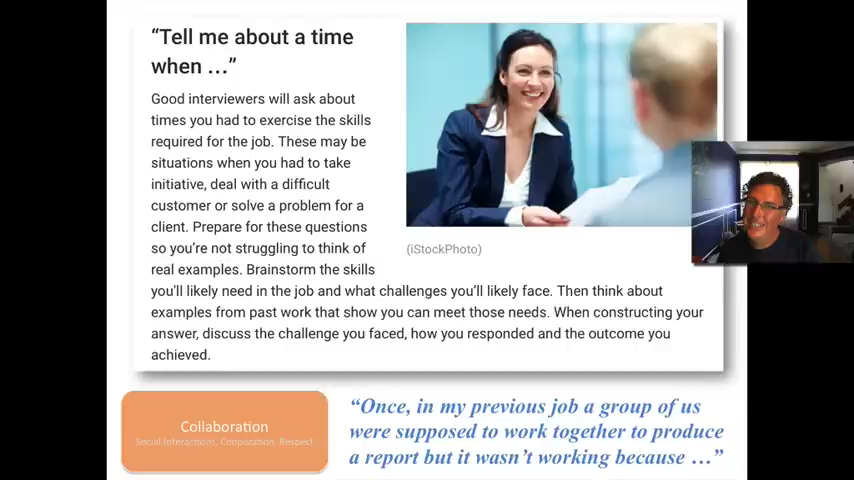 “Tell me about a time
when ...”
Good interviewers will ask about
times you had to exercise the skills
required for the job. These may be
situations when you had to take
initiative, deal with a difficult
customer or solve a problem for a
client. Prepare for these questions
so you’re not struggling to think of
real examples. Brainstorm the skills
you'll likely need in the job and what challenges you’ll likely face. Then think about
examples from past work that show you can meet those needs. When constructing your
answer, discuss the challenge you faced, how you responded and the outcome you
achieved.
(iStockPhoto)
Collaboration
Social Interactions, Cooperation, Respect
“Once, in my previous job a group of us
were supposed to work together to produce
a report but it wasn’t working because ...”